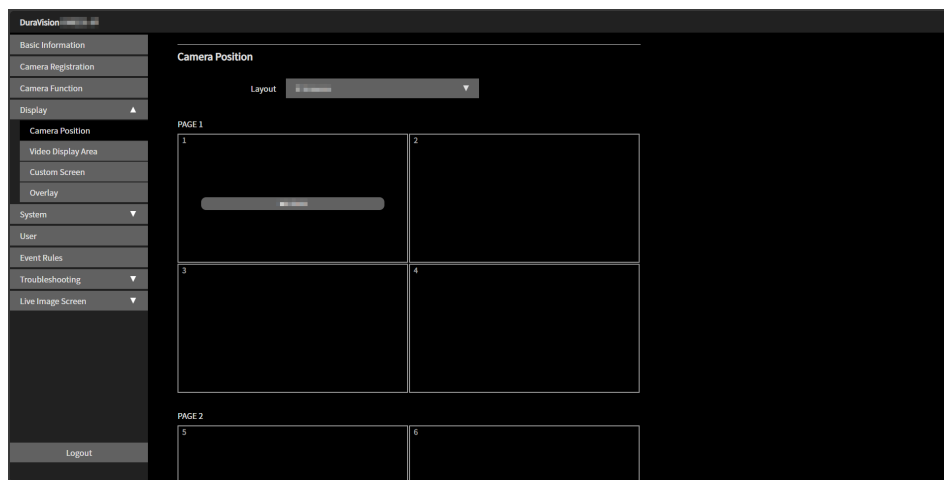 DuraVision
Basic Information
Camera Registration
Camera Function
Display
Camera Position
Video Display Area
Custom Screen
Overlay
System
User
Event Rules
Troubleshooting
Live Image Screen
Logout
Camera Position
Layout
PAGE 1
1
2
3
4
PAGE 2
5
6